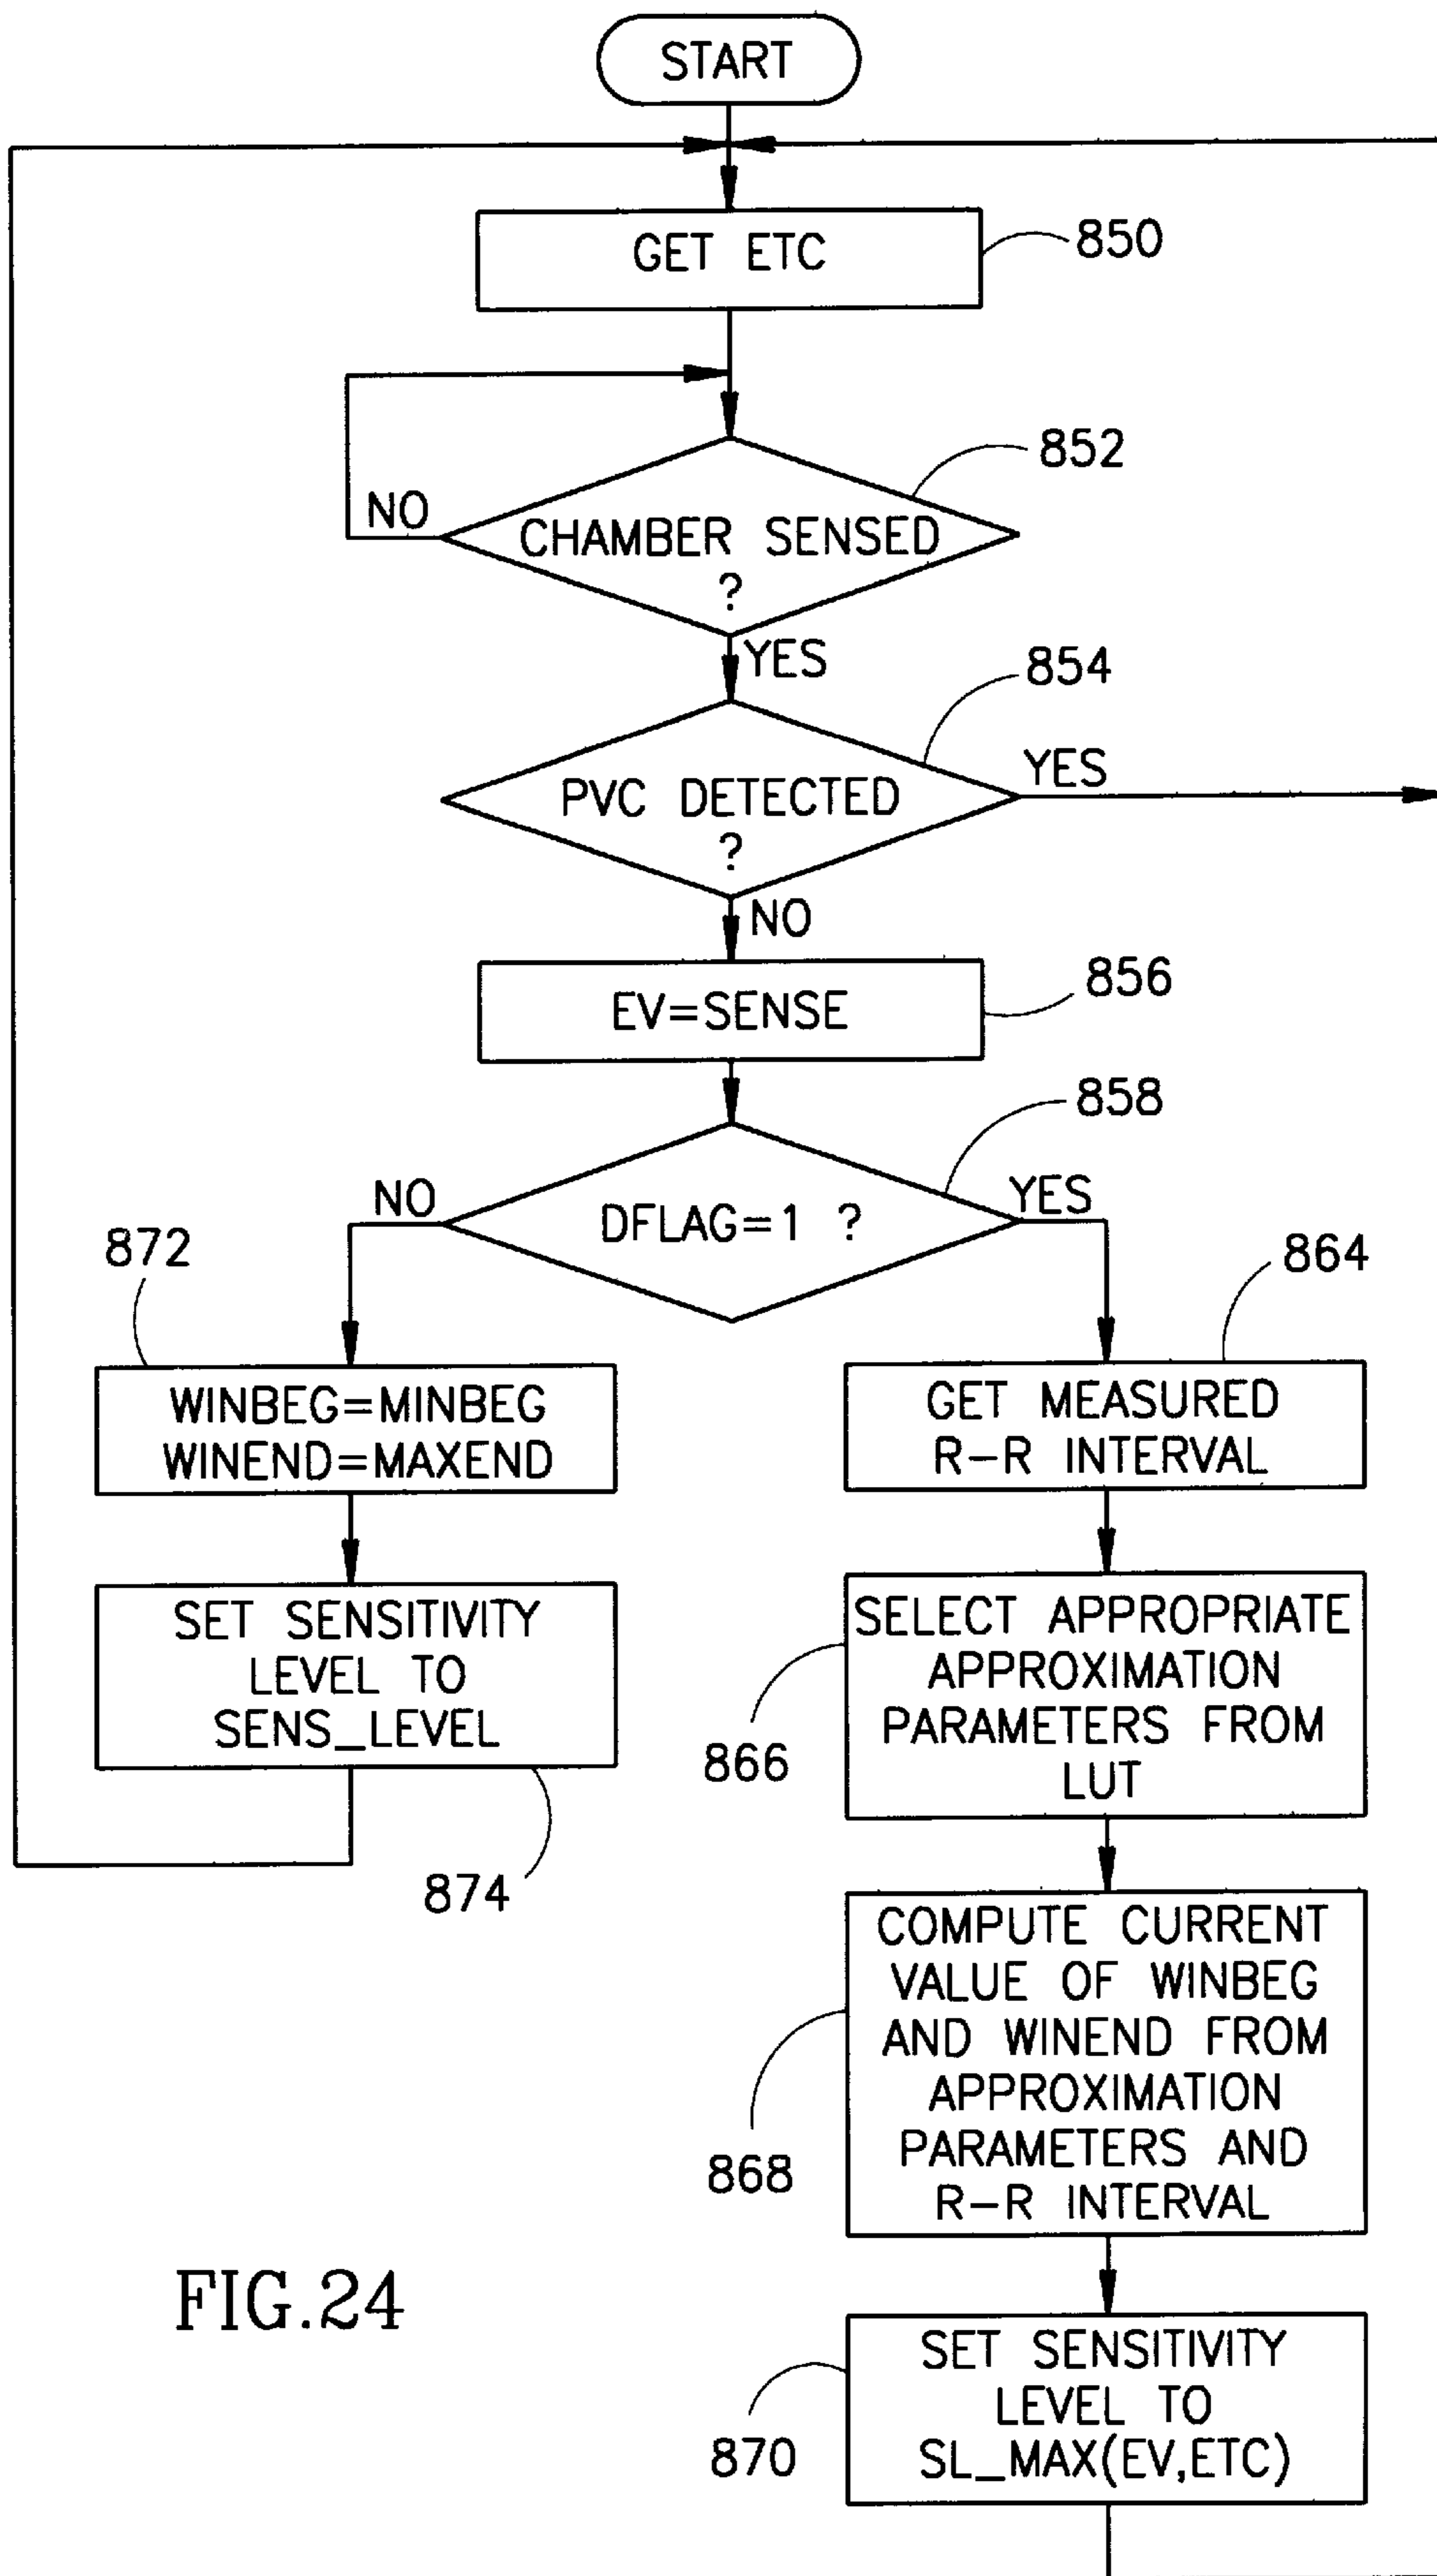 START
GET ETC
850
852
NO
CHAMBER SENSED
?
YES
854
YES
PVC DETECTED
?
NO
EV=SENSE
856
858
NO
YES
DFLAG=1 ?
872
864
WINBEG=MINBEG
WINEND=MAXEND
GET MEASURED
R-R INTERVAL
SET SENSITIVITY
LEVEL TO
SENS_LEVEL
874
SELECT APPROPRIATE
APPROXIMATION
PARAMETERS FROM
LUT
866
COMPUTE CURRENT
VALUE OF WINBEG
AND WINEND FROM
APPROXIMATION
PARAMETERS AND
R-R INTERVAL
868
SET SENSITIVITY
LEVEL TO
SL_MAX(EV,ETC)
870
FIG.24